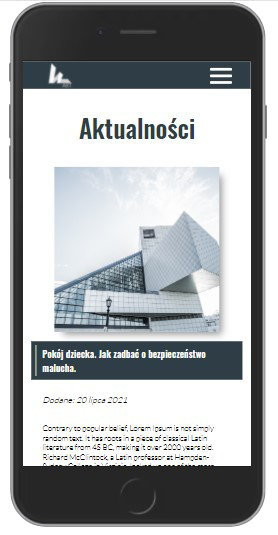 Aktualności
Pokój dziecka. Jak zadbać o bezpieczeństwo
malucha.
Dodane: 20 lipca 2021
Contrary to popular belief, Lorem Ipsum is not simply
random text. It has roots in a piece of classical Latin
literature from 45 BC, making it over 2000 years old.
Richard McClintock, a Latin professor at Hampden-